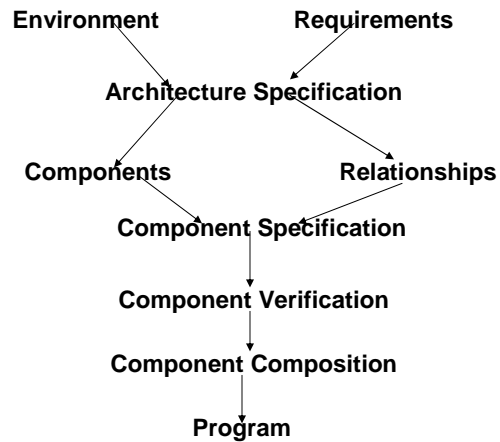 Environment Requirements
Architecture Specification
Components Relationships
Component Specification
Component Verification
Component Composition
Program